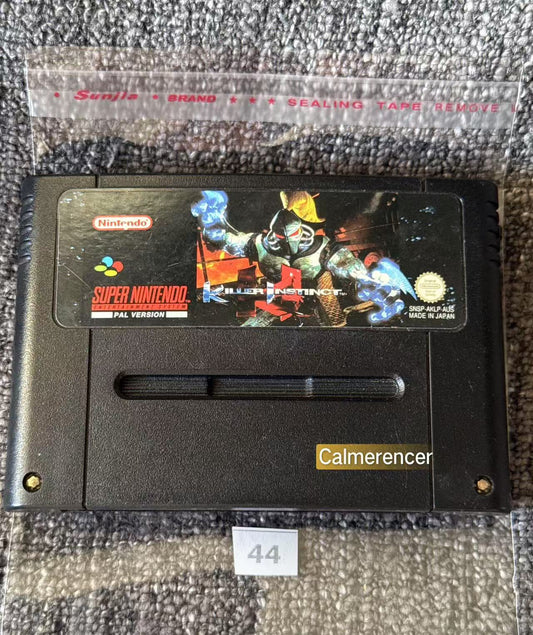 Sunjia • BRAND ★ ★ ★ SEALING TAPE REMOVE
Nintendo
SUPER NINTENDO
ENTERTAINMENT SYSTEM
PAL VERSION
KILLER INSTINCT
SNSP-AKLP-AUS
MADE IN JAPAN
Calmerencer
44